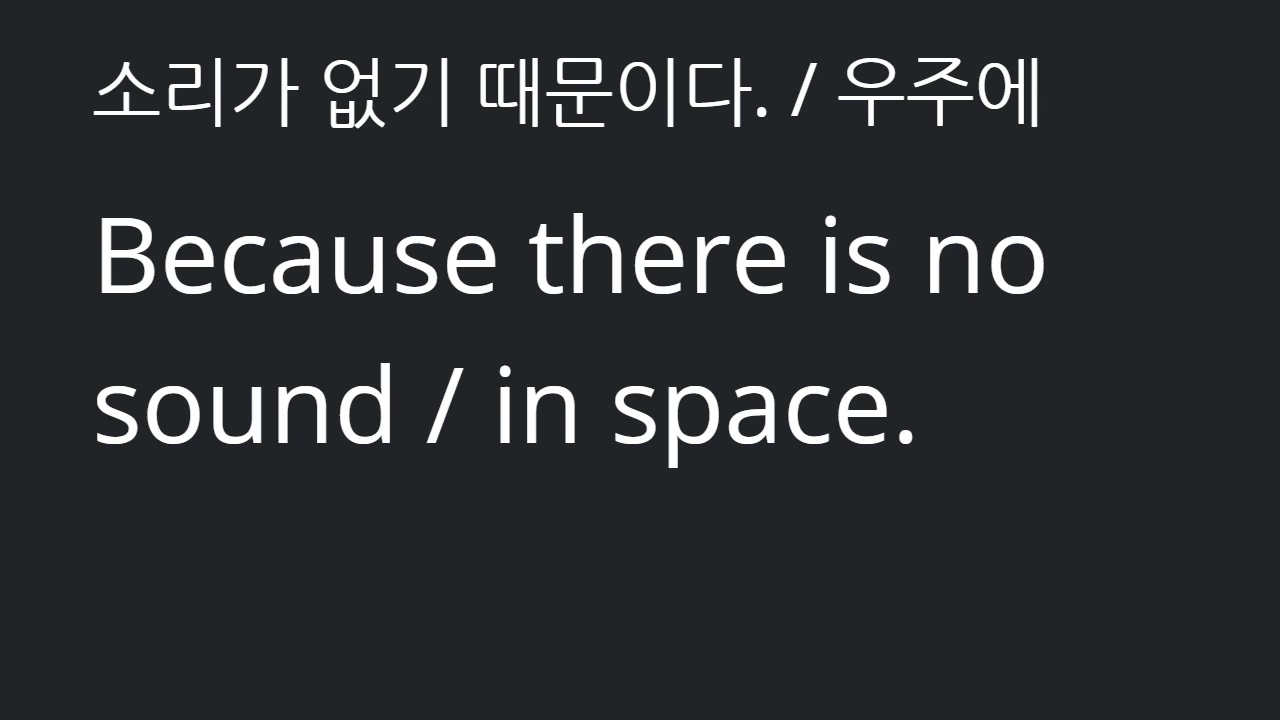 소리가 없기 때문이다. / 우주에
Because there is no
sound / in space.